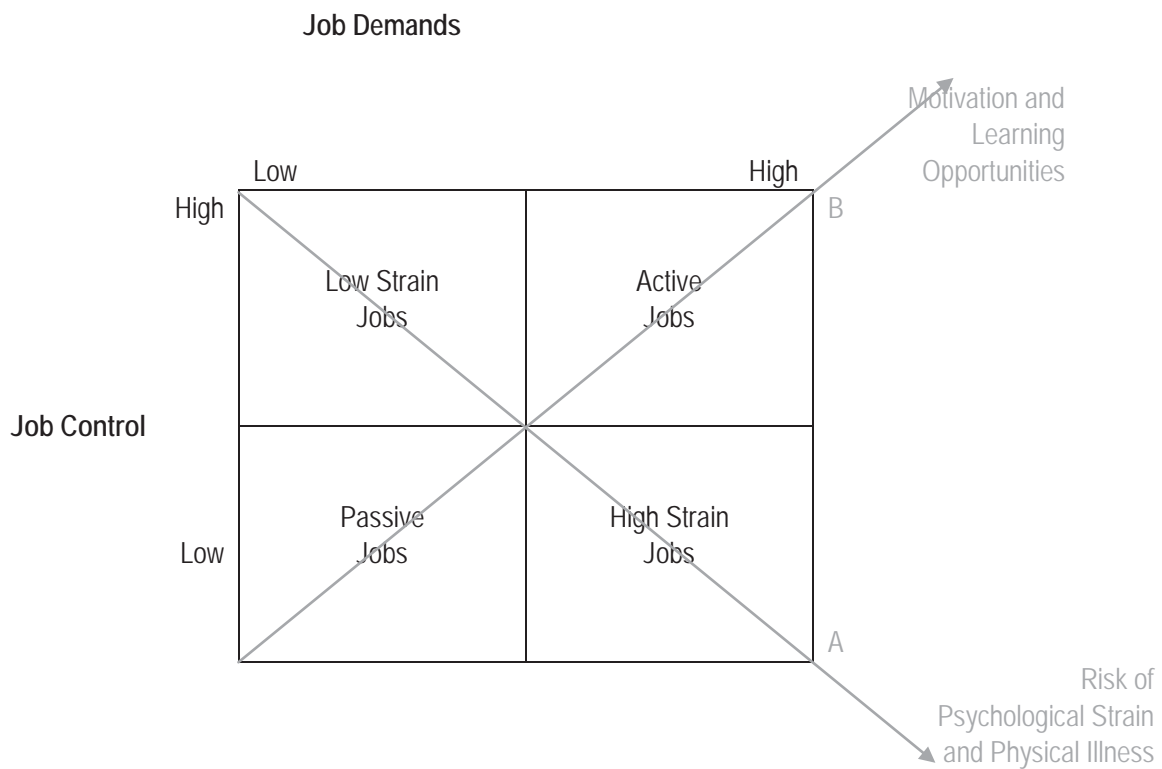 Job Demands
Motivation and
Learning
Opportunities
Low
High
High
B
Low Strain
Jobs
Active
Jobs
Job Control
Passive
Jobs
High Strain
Jobs
Low
A
Risk of
Psychological Strain
and Physical Illness